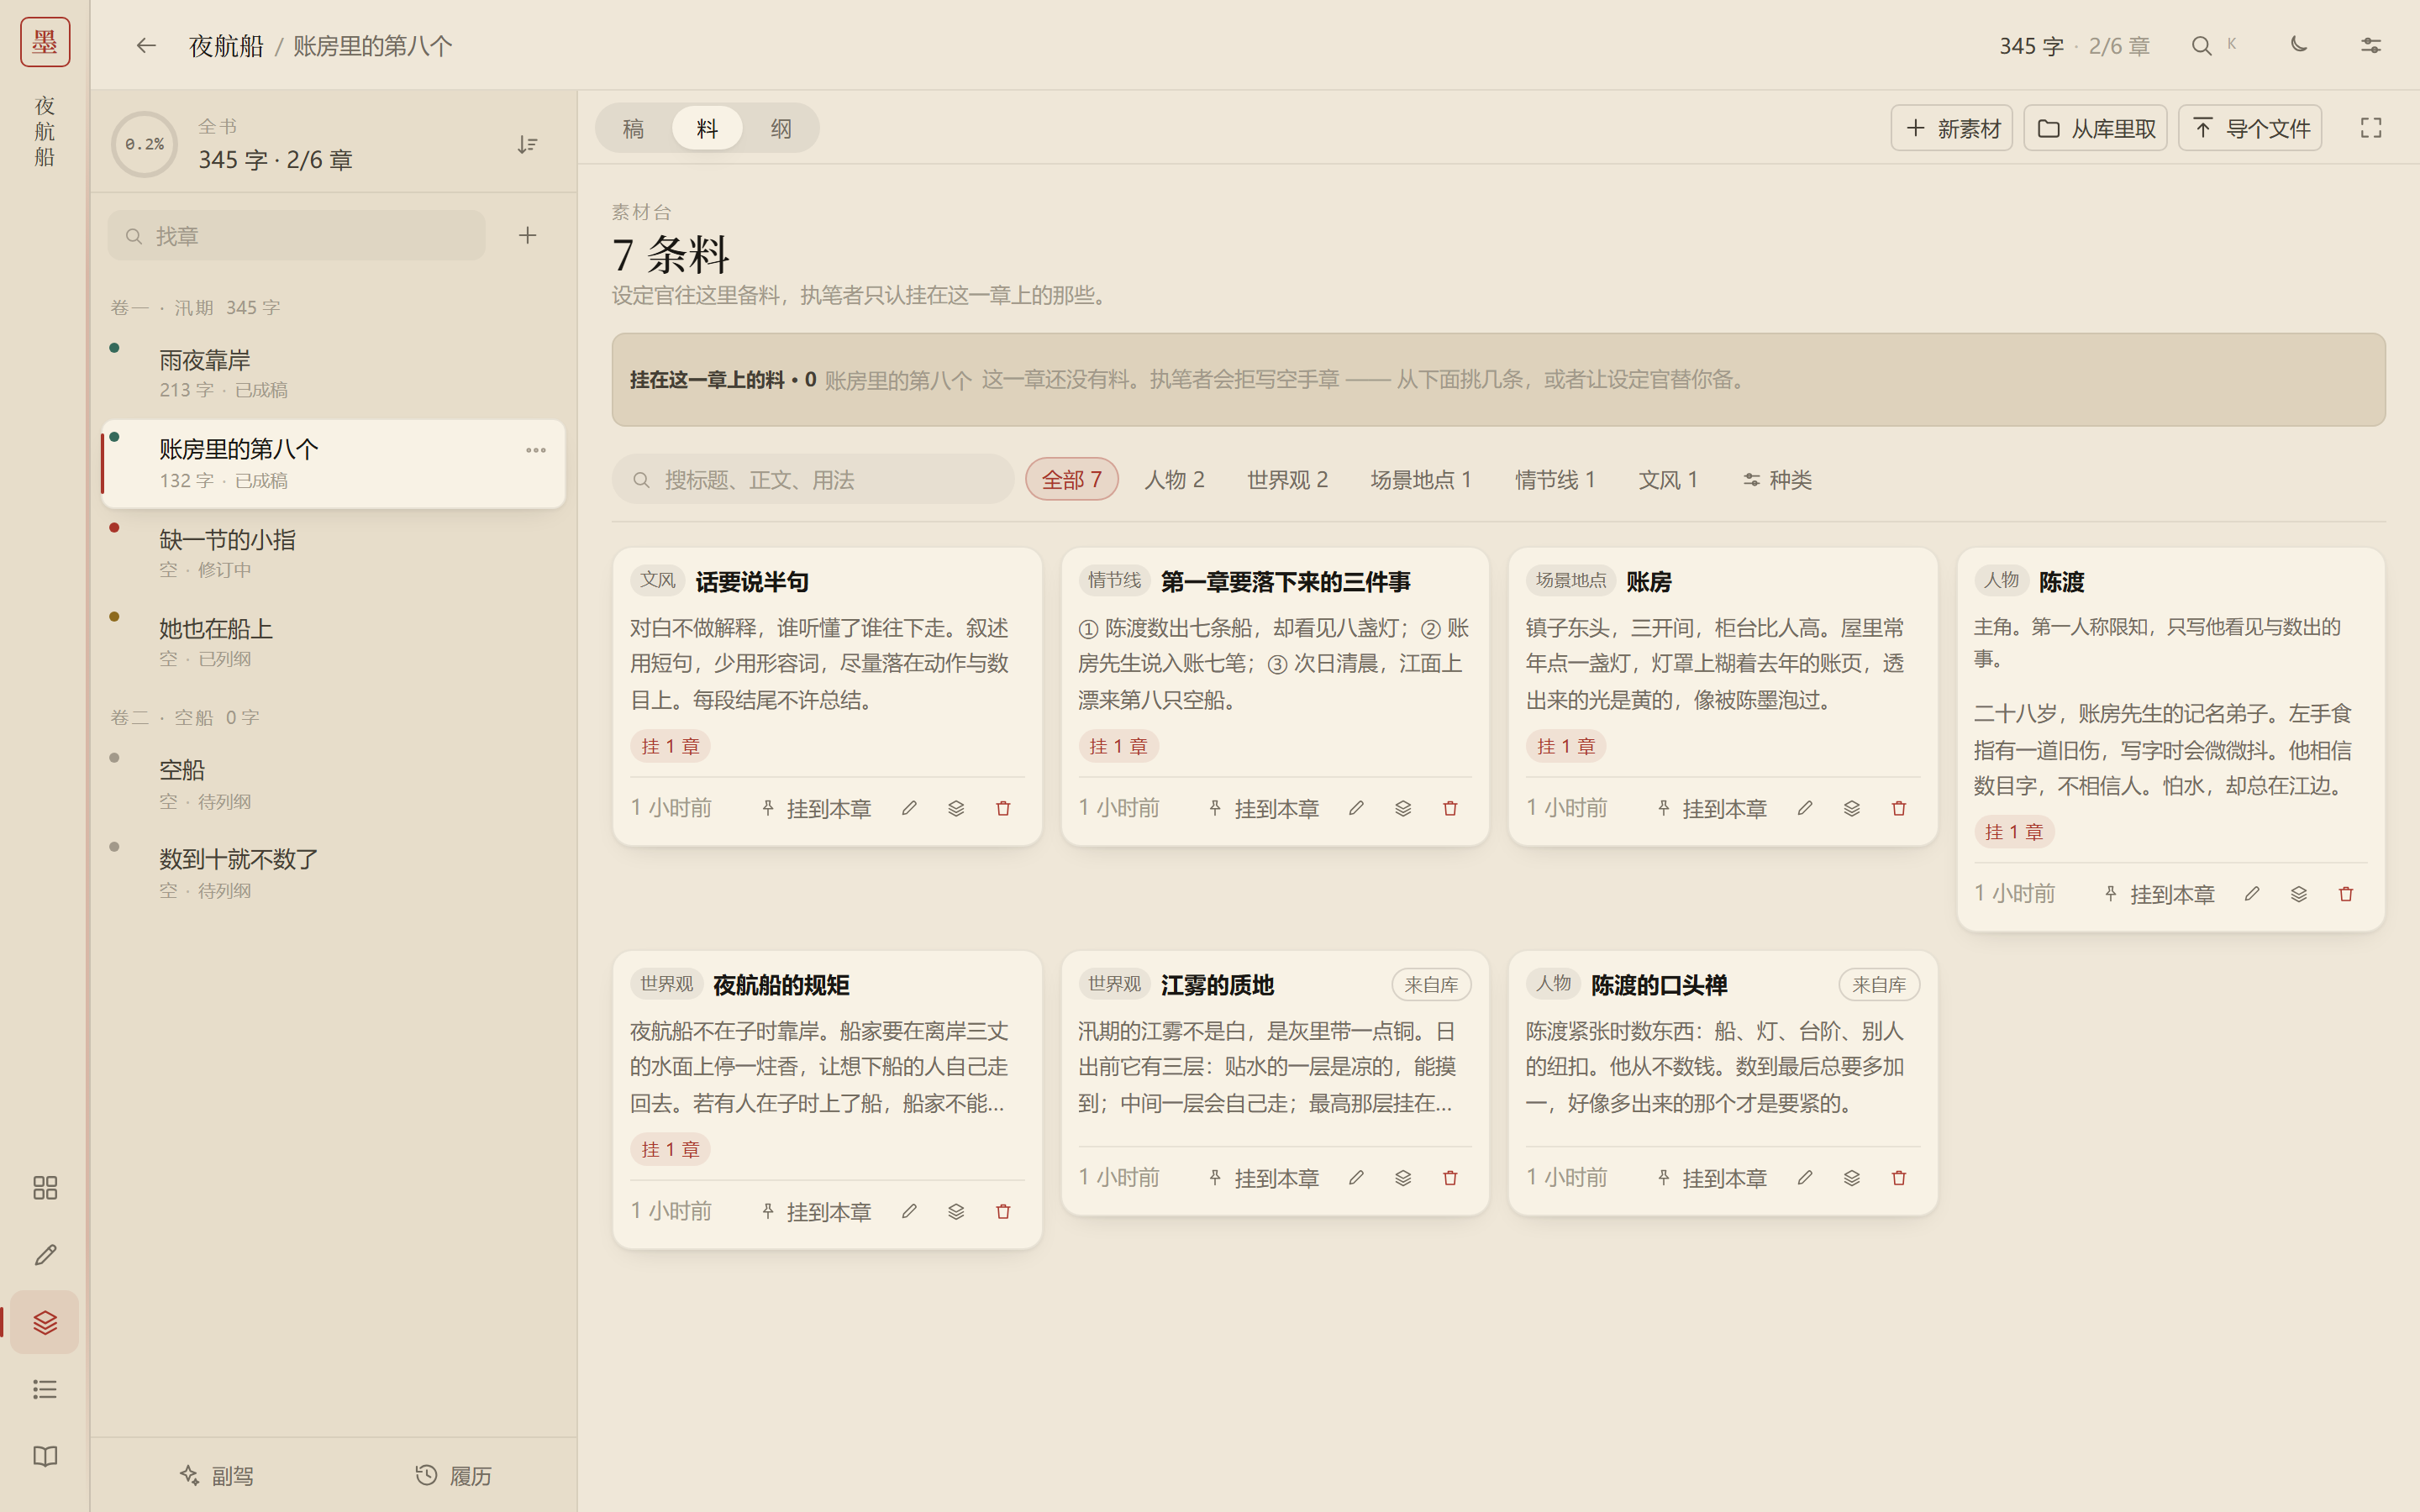 墨
夜航船
夜航船 / 账房里的第八个
345 字 · 2/6 章
K
0.2%
全书
345 字 · 2/6 章
找章
卷一 · 汛期 345 字
雨夜靠岸
213 字 · 已成稿
账房里的第八个
132 字 · 已成稿
缺一节的小指
空 · 修订中
她也在船上
空 · 已列纲
卷二 · 空船 0 字
空船
空 · 待列纲
数到十就不数了
空 · 待列纲
副驾
履历
稿
料
纲
新素材
从库里取
导个文件
素材台
7 条料
设定官往这里备料，执笔者只认挂在这一章上的那些。
挂在这一章上的料 • 0 账房里的第八个 这一章还没有料。执笔者会拒写空手章 —— 从下面挑几条，或者让设定官替你备。
搜标题、正文、用法
全部 7
人物 2
世界观 2
场景地点 1
情节线 1
文风 1
种类
文风 话要说半句
对白不做解释，谁听懂了谁往下走。叙述
用短句，少用形容词，尽量落在动作与数
目上。每段结尾不许总结。
挂 1 章
1 小时前 挂到本章
情节线 第一章要落下来的三件事
① 陈渡数出七条船，却看见八盏灯；② 账
房先生说入账七笔；③ 次日清晨，江面上
漂来第八只空船。
挂 1 章
1 小时前 挂到本章
场景地点 账房
镇子东头，三开间，柜台比人高。屋里常
年点一盏灯，灯罩上糊着去年的账页，透
出来的光是黄的，像被陈墨泡过。
挂 1 章
1 小时前 挂到本章
人物 陈渡
主角。第一人称限知，只写他看见与数出的
事。
二十八岁，账房先生的记名弟子。左手食
指有一道旧伤，写字时会微微抖。他相信
数目字，不相信人。怕水，却总在江边。
挂 1 章
1 小时前 挂到本章
世界观 夜航船的规矩
夜航船不在子时靠岸。船家要在离岸三丈
的水面上停一炷香，让想下船的人自己走
回去。若有人在子时上了船，船家不能...
挂 1 章
1 小时前 挂到本章
世界观 江雾的质地 来自库
汛期的江雾不是白，是灰里带一点铜。日
出前它有三层：贴水的一层是凉的，能摸
到；中间一层会自己走；最高那层挂在...
1 小时前 挂到本章
人物 陈渡的口头禅 来自库
陈渡紧张时数东西：船、灯、台阶、别人
的纽扣。他从不数钱。数到最后总要多加
一，好像多出来的那个才是要紧的。
1 小时前 挂到本章